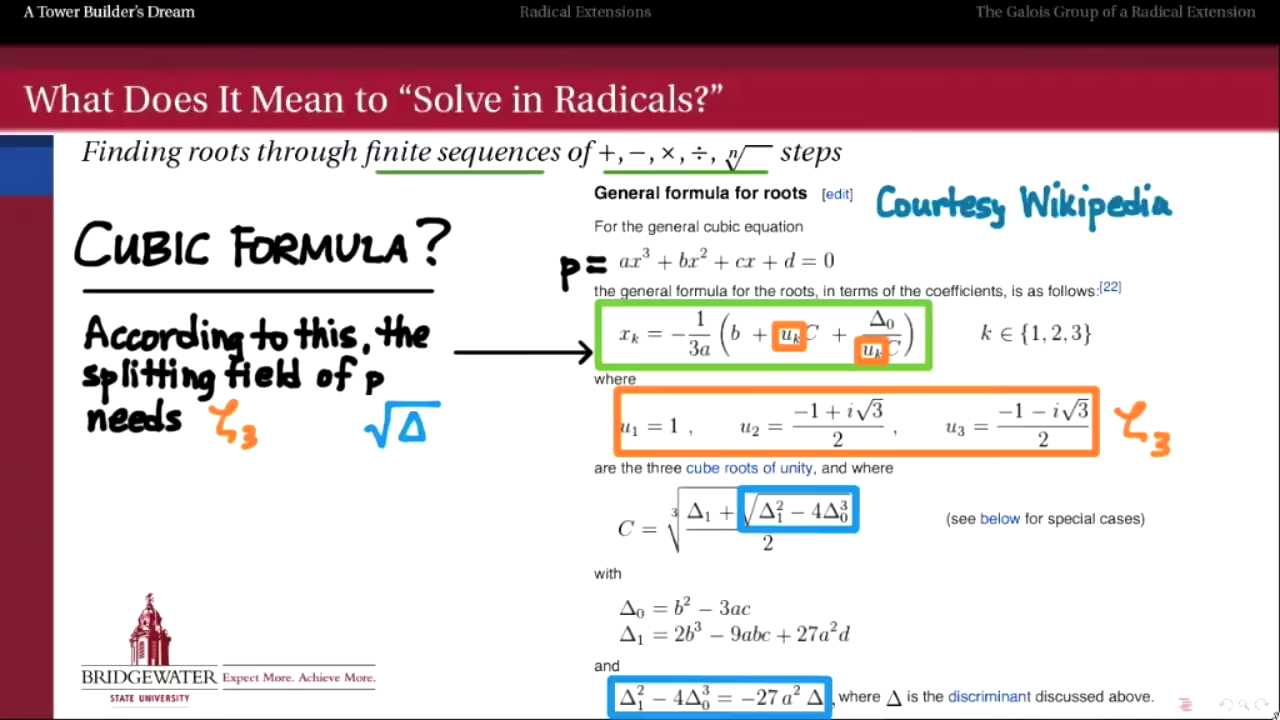 A Tower Builder's Dream Radical Extensions The Galois Group of a Radical Extension
What Does It Mean to “Solve in Radicals?”
Finding roots through finite sequences of +, −, ×, ÷, ⁿ√ steps
General formula for roots [edit] Courtesy Wikipedia
CUBIC FORMULA?
For the general cubic equation
p = ax³ + bx² + cx + d = 0
the general formula for the roots, in terms of the coefficients, is as follows:[22]
According to this, the
splitting field of p
needs ζ₃ √Δ
xₖ = −1/3a (b + uₖC + Δ₀/uₖC) k ∈ {1, 2, 3}
where
u₁ = 1 , u₂ = (−1 + i√3)/2 , u₃ = (−1 − i√3)/2 ζ₃
are the three cube roots of unity, and where
C = ∛((Δ₁ + √(Δ₁² − 4Δ₀³))/2) (see below for special cases)
with
Δ₀ = b² − 3ac
Δ₁ = 2b³ − 9abc + 27a²d
and
Δ₁² − 4Δ₀³ = −27 a² Δ , where Δ is the discriminant discussed above.
BRIDGEWATER
STATE UNIVERSITY
Expect More. Achieve More.